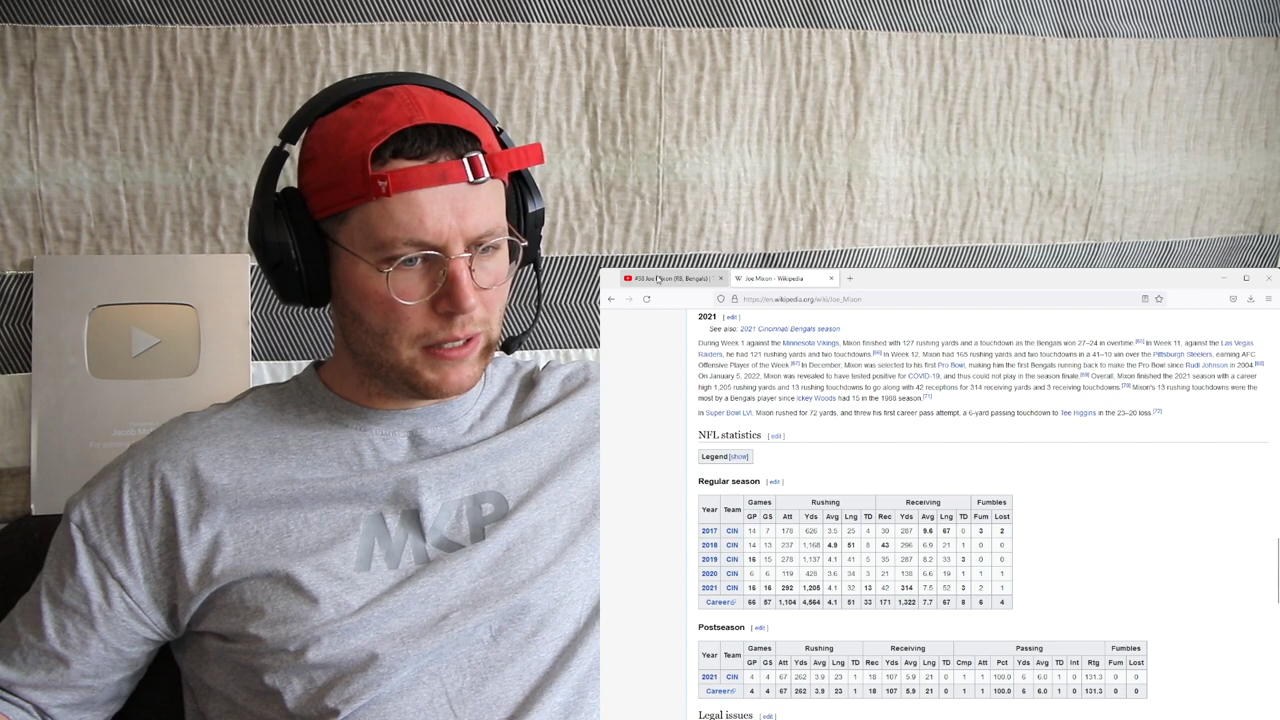 #33 Joe Mixon (RB, Bengals) |
Joe Mixon - Wikipedia
https://en.wikipedia.org/wiki/Joe_Mixon
2021 [ edit ]
See also: 2021 Cincinnati Bengals season
During Week 1 against the Minnesota Vikings, Mixon finished with 127 rushing yards and a touchdown as the Bengals won 27–24 in overtime.[65] In Week 11, against the Las Vegas
Raiders, he had 121 rushing yards and two touchdowns.[66] In Week 12, Mixon had 165 rushing yards and two touchdowns in a 41–10 win over the Pittsburgh Steelers, earning AFC
Offensive Player of the Week.[67] In December, Mixon was selected to his first Pro Bowl, making him the first Bengals running back to make the Pro Bowl since Rudi Johnson in 2004.[68]
On January 5, 2022, Mixon was revealed to have tested positive for COVID-19, and thus could not play in the season finale.[69] Overall, Mixon finished the 2021 season with a career
high 1,205 rushing yards and 13 rushing touchdowns to go along with 42 receptions for 314 receiving yards and 3 receiving touchdowns.[70] Mixon's 13 rushing touchdowns were the
most by a Bengals player since Ickey Woods had 15 in the 1988 season.[71]
In Super Bowl LVI, Mixon rushed for 72 yards, and threw his first career pass attempt, a 6-yard passing touchdown to Tee Higgins in the 23–20 loss.[72]
NFL statistics [ edit ]
Legend [show]
Regular season [ edit ]
Year Team Games Rushing Receiving Fumbles
GP GS Att Yds Avg Lng TD Rec Yds Avg Lng TD Fum Lost
2017 CIN 14 7 178 626 3.5 25 4 30 287 9.6 67 0 3 2
2018 CIN 14 13 237 1,168 4.9 51 8 43 296 6.9 21 1 0 0
2019 CIN 16 15 278 1,137 4.1 41 5 35 287 8.2 33 3 0 0
2020 CIN 6 6 119 428 3.6 34 3 21 138 6.6 19 1 1 1
2021 CIN 16 16 292 1,205 4.1 32 13 42 314 7.5 52 3 2 1
Career 66 57 1,104 4,564 4.1 51 33 171 1,322 7.7 67 8 6 4
Postseason [ edit ]
Year Team Games Rushing Receiving Passing Fumbles
GP GS Att Yds Avg Lng TD Rec Yds Avg Lng TD Cmp Att Pct Yds Avg TD Int Rtg Fum Lost
2021 CIN 4 4 67 262 3.9 23 1 18 107 5.9 21 0 1 1 100.0 6 6.0 1 0 131.3 0 0
Career 4 4 67 262 3.9 23 1 18 107 5.9 21 0 1 1 100.0 6 6.0 1 0 131.3 0 0
Legal issues [ edit ]
Jacob
MKP